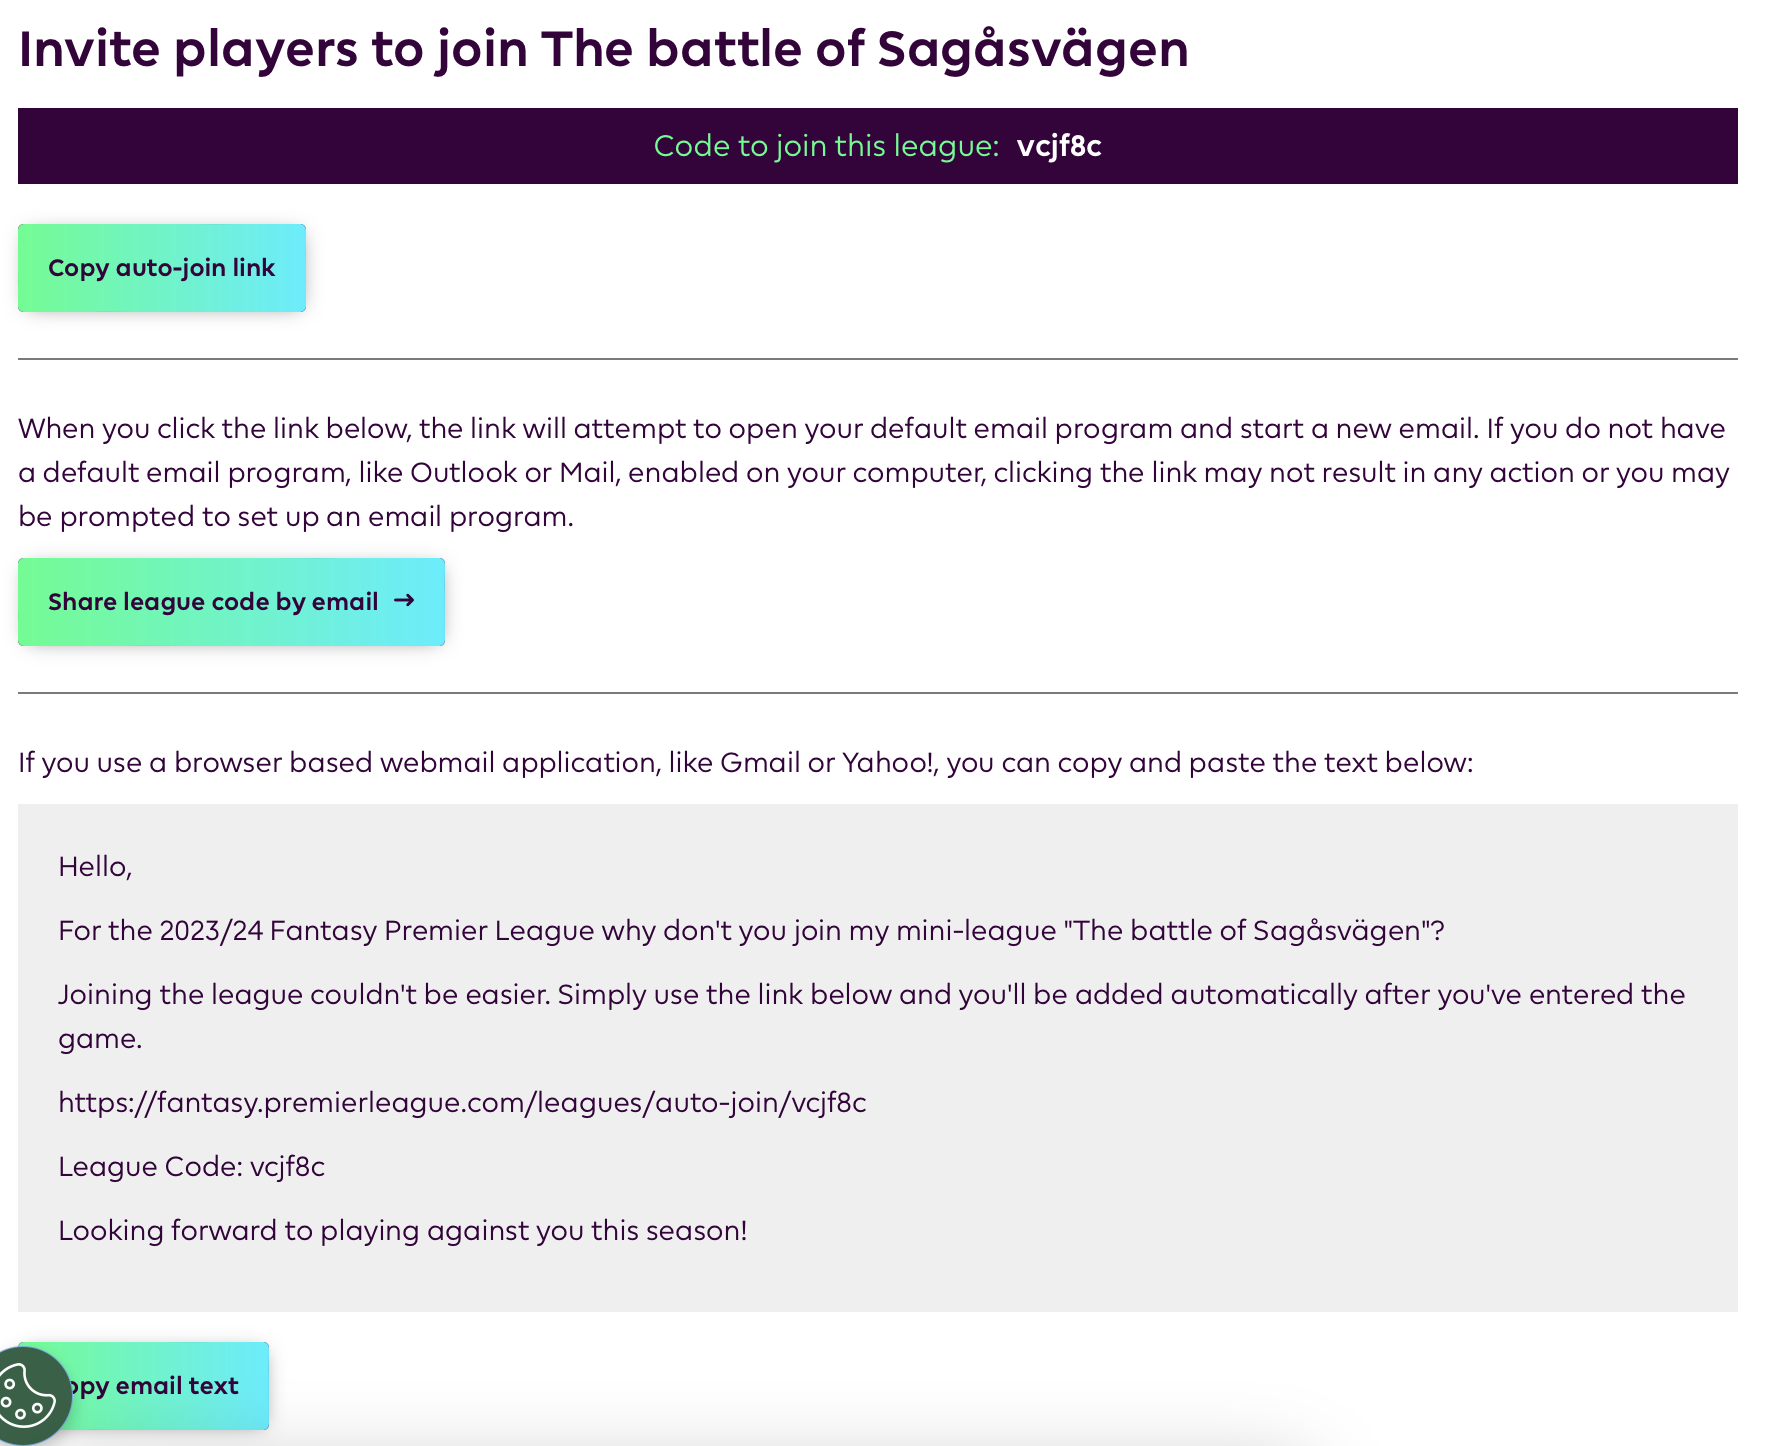 Invite players to join The battle of Sagåsvägen
Code to join this league: vcjf8c
Copy auto-join link
When you click the link below, the link will attempt to open your default email program and start a new email. If you do not have
a default email program, like Outlook or Mail, enabled on your computer, clicking the link may not result in any action or you may
be prompted to set up an email program.
Share league code by email →
If you use a browser based webmail application, like Gmail or Yahoo!, you can copy and paste the text below:
Hello,
For the 2023/24 Fantasy Premier League why don't you join my mini-league "The battle of Sagåsvägen"?
Joining the league couldn't be easier. Simply use the link below and you'll be added automatically after you've entered the
game.
https://fantasy.premierleague.com/leagues/auto-join/vcjf8c
League Code: vcjf8c
Looking forward to playing against you this season!
opy email text